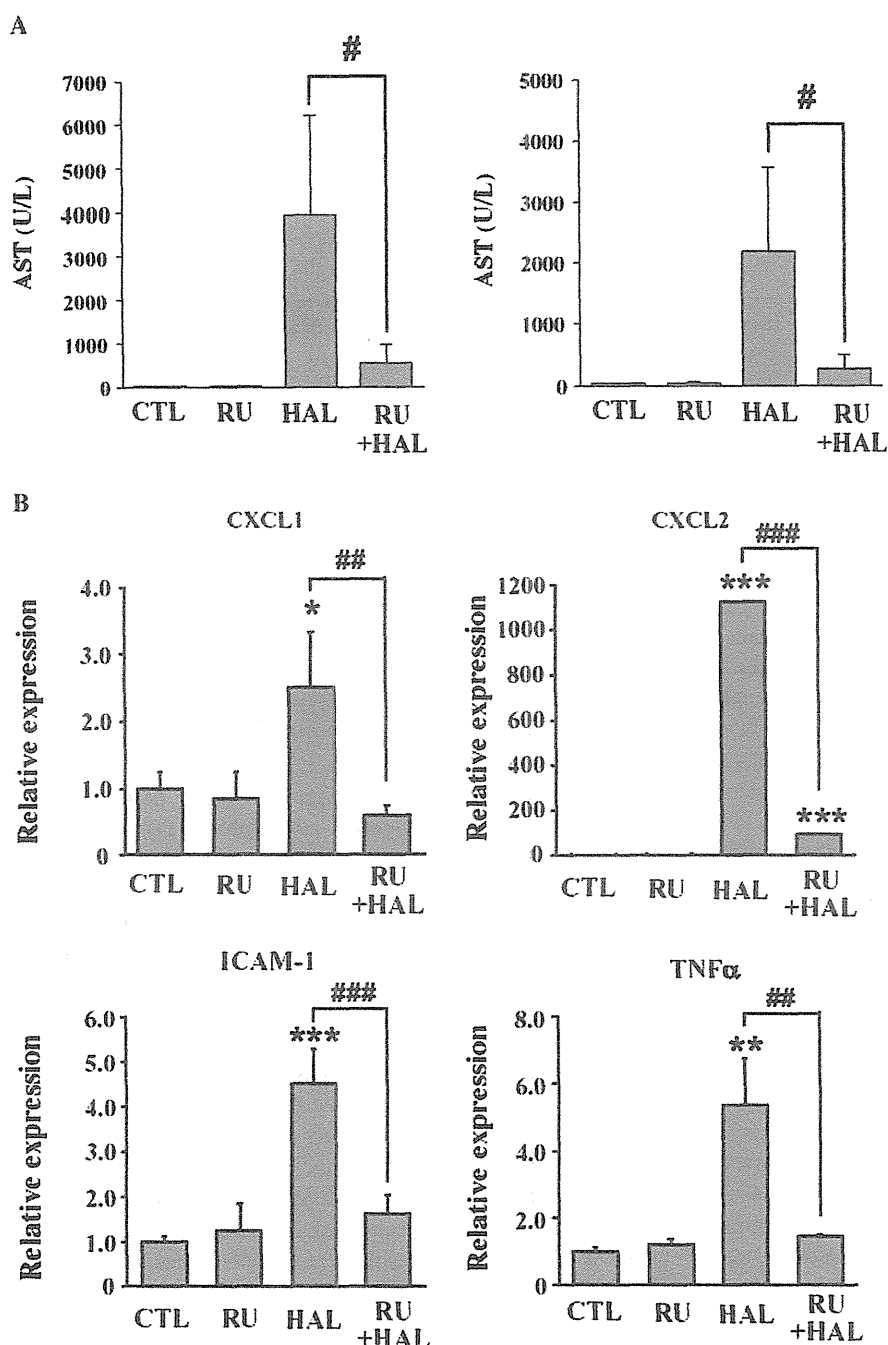 A
#
7000
6000
5000
4000
3000
2000
1000
0
AST (U/L)
CTL RU HAL RU
+HAL
#
5000
4000
3000
2000
1000
0
AST (U/L)
CTL RU HAL RU
+HAL
B
CXCL1
##
*
4.0
3.0
2.0
1.0
0
Relative expression
CTL RU HAL RU
+HAL
CXCL2
###
***
***
1200
1000
800
600
400
200
0
Relative expression
CTL RU HAL RU
+HAL
ICAM-1
###
***
6.0
5.0
4.0
3.0
2.0
1.0
0
Relative expression
CTL RU HAL RU
+HAL
TNFα
##
**
8.0
6.0
4.0
2.0
0
Relative expression
CTL RU HAL RU
+HAL